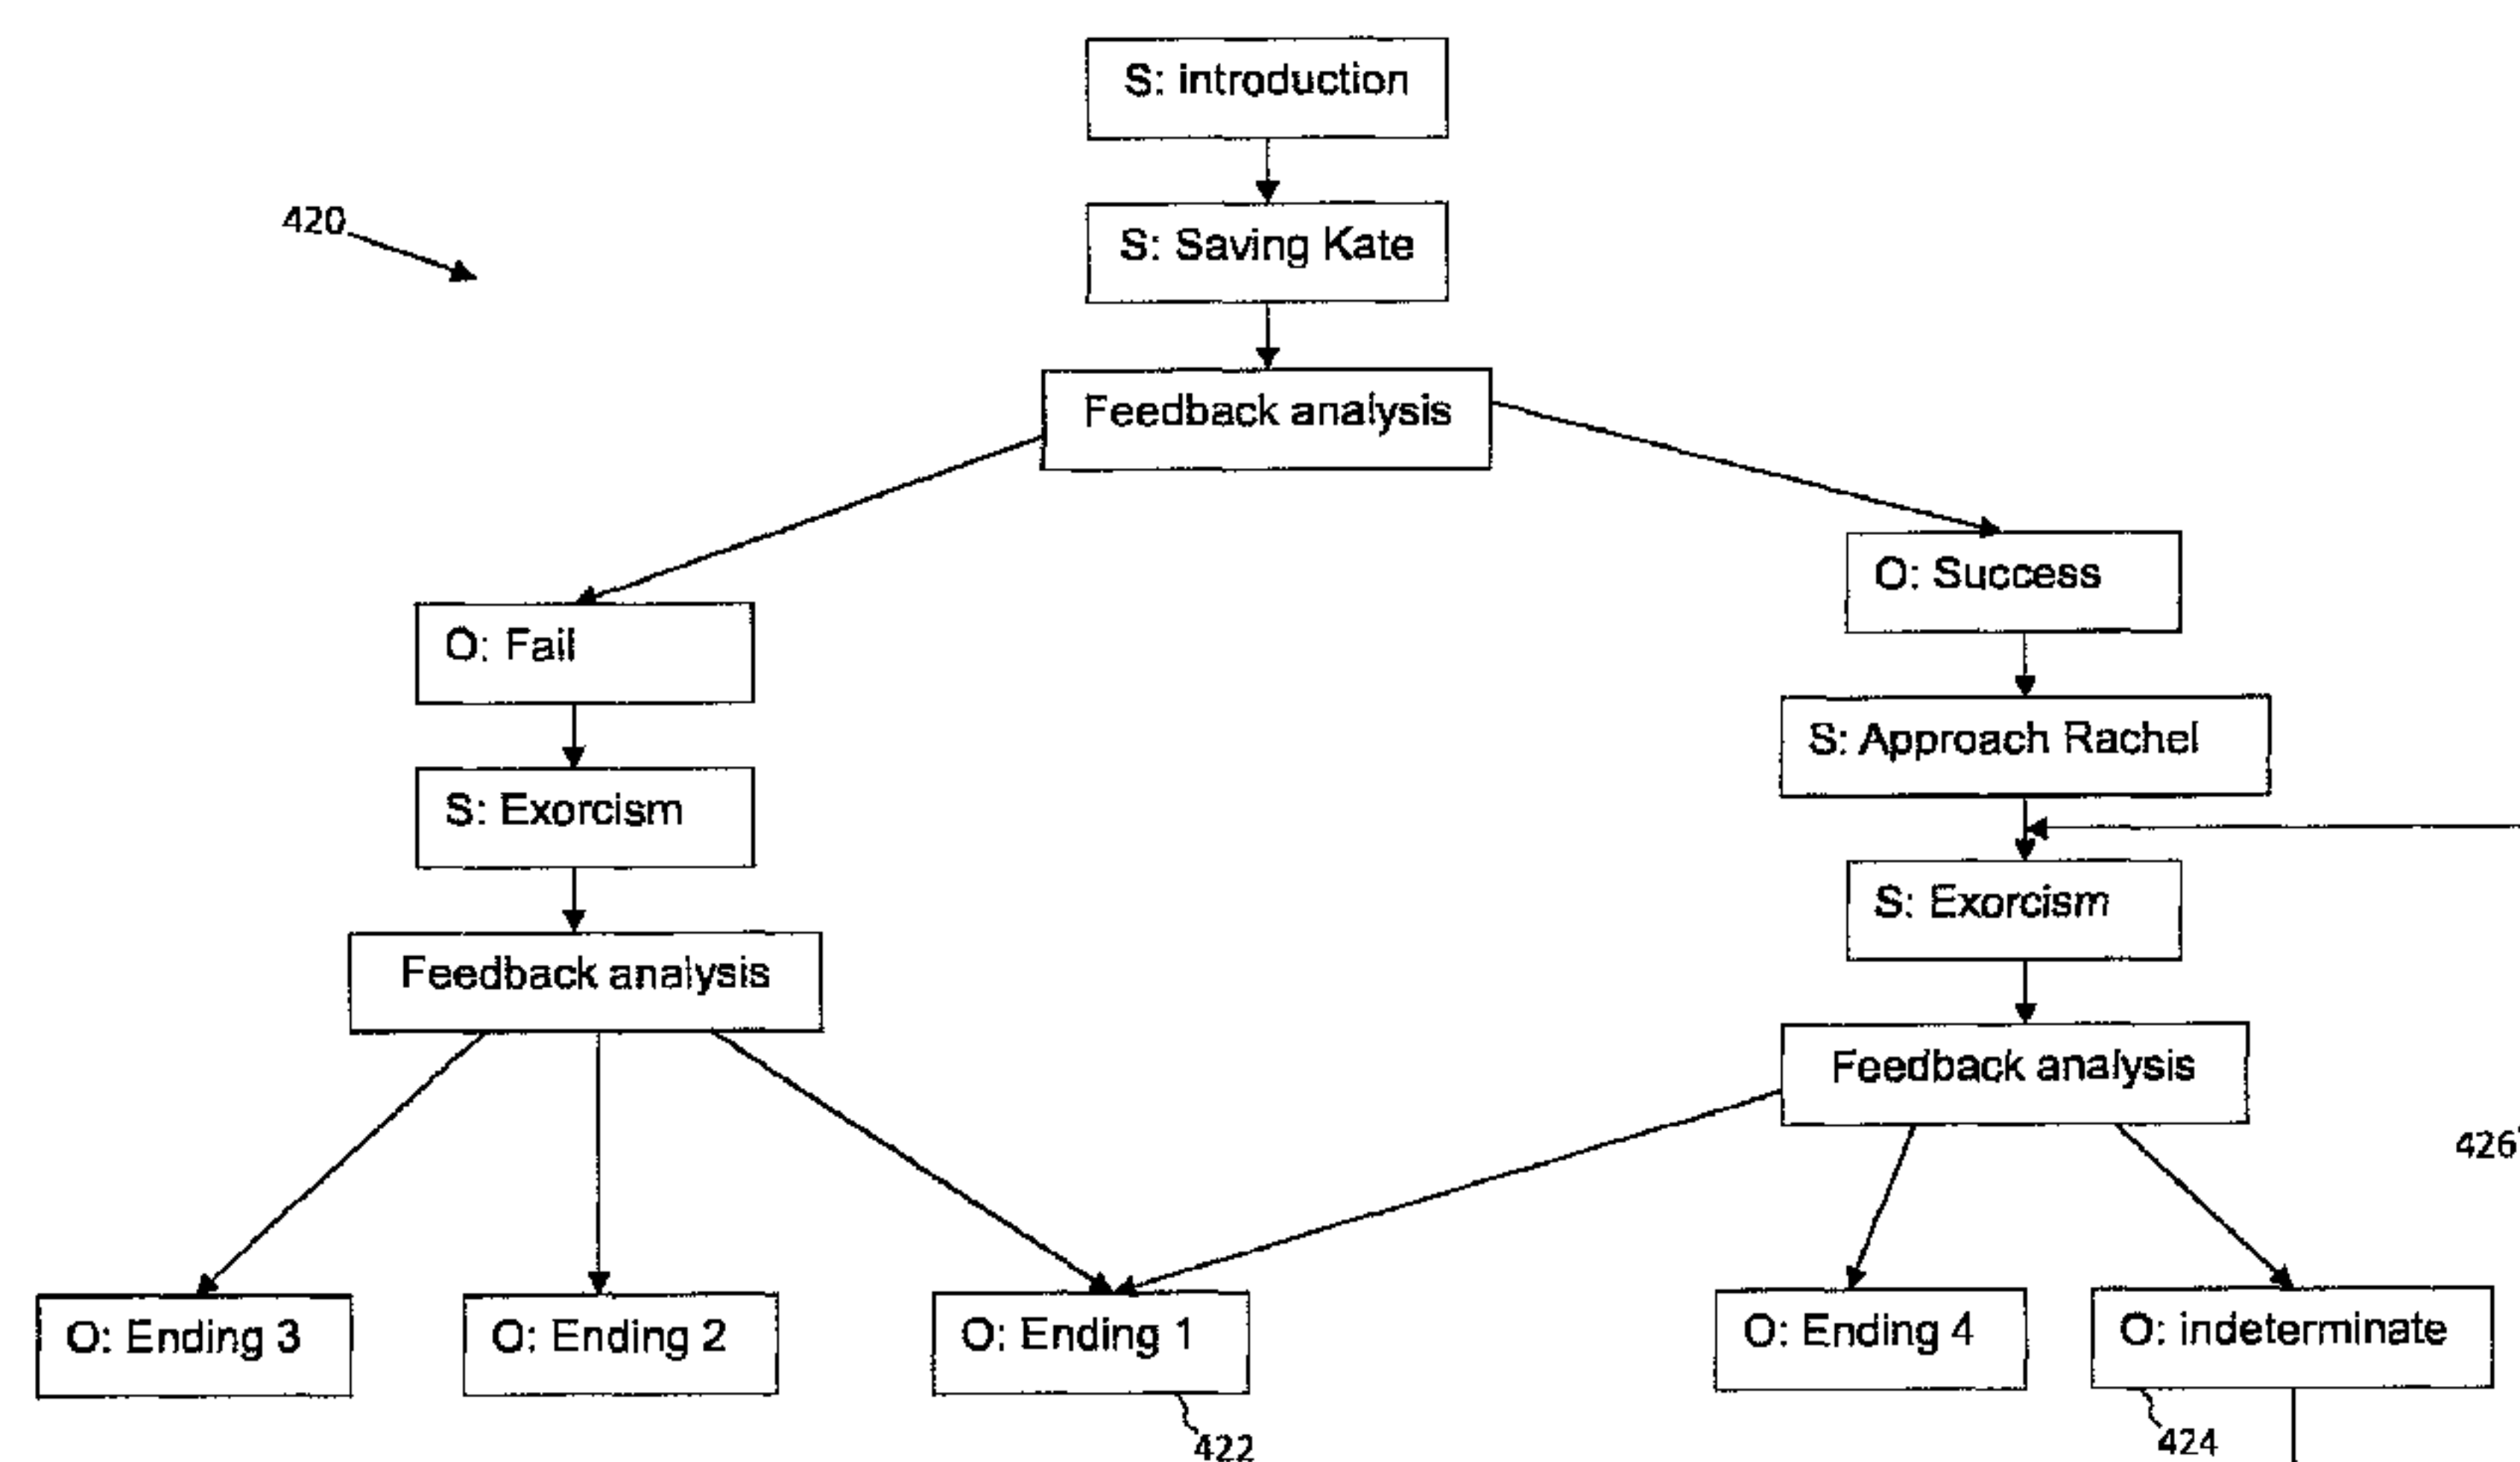 S: introduction
420
S: Saving Kate
Feedback analysis
O: Success
O: Fail
S: Approach Rachel
S: Exorcism
S: Exorcism
Feedback analysis
Feedback analysis
426
O: Ending 3
O: Ending 2
O: Ending 1
O: Ending 4
O: indeterminate
422
424